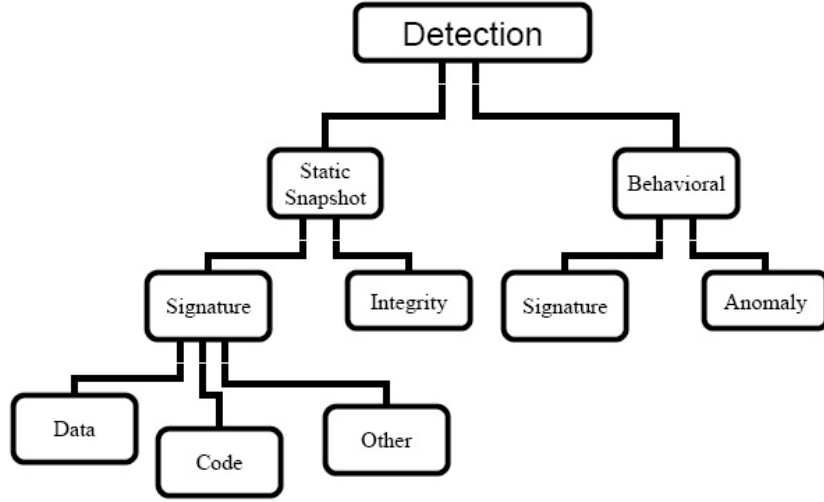 Detection
Static
Snapshot
Behavioral
Signature
Integrity
Signature
Anomaly
Data
Code
Other